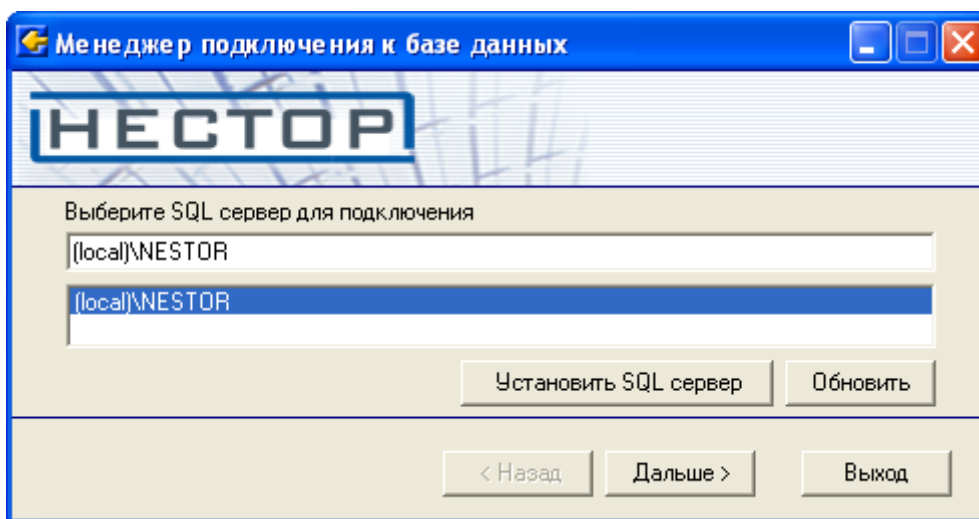 Менеджер подключения к базе данных
НЕСТОР
Выберите SQL сервер для подключения
(local)\NESTOR
(local)\NESTOR
Установить SQL сервер Обновить
< Назад Дальше > Выход